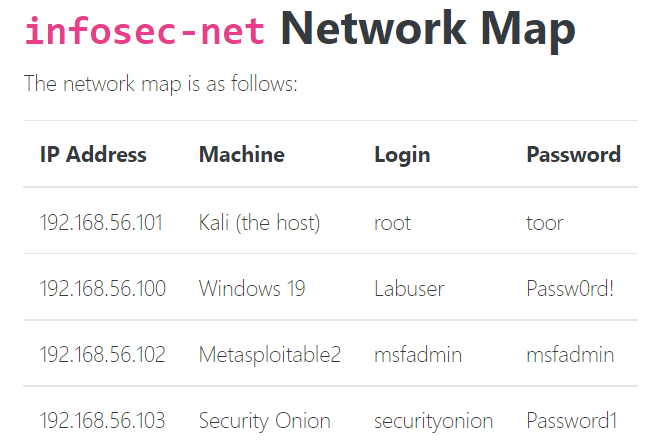 infosec-net Network Map
The network map is as follows:
IP Address Machine Login Password
192.168.56.101 Kali (the host) root toor
192.168.56.100 Windows 19 Labuser Passw0rd!
192.168.56.102 Metasploitable2 msfadmin msfadmin
192.168.56.103 Security Onion securityonion Password1